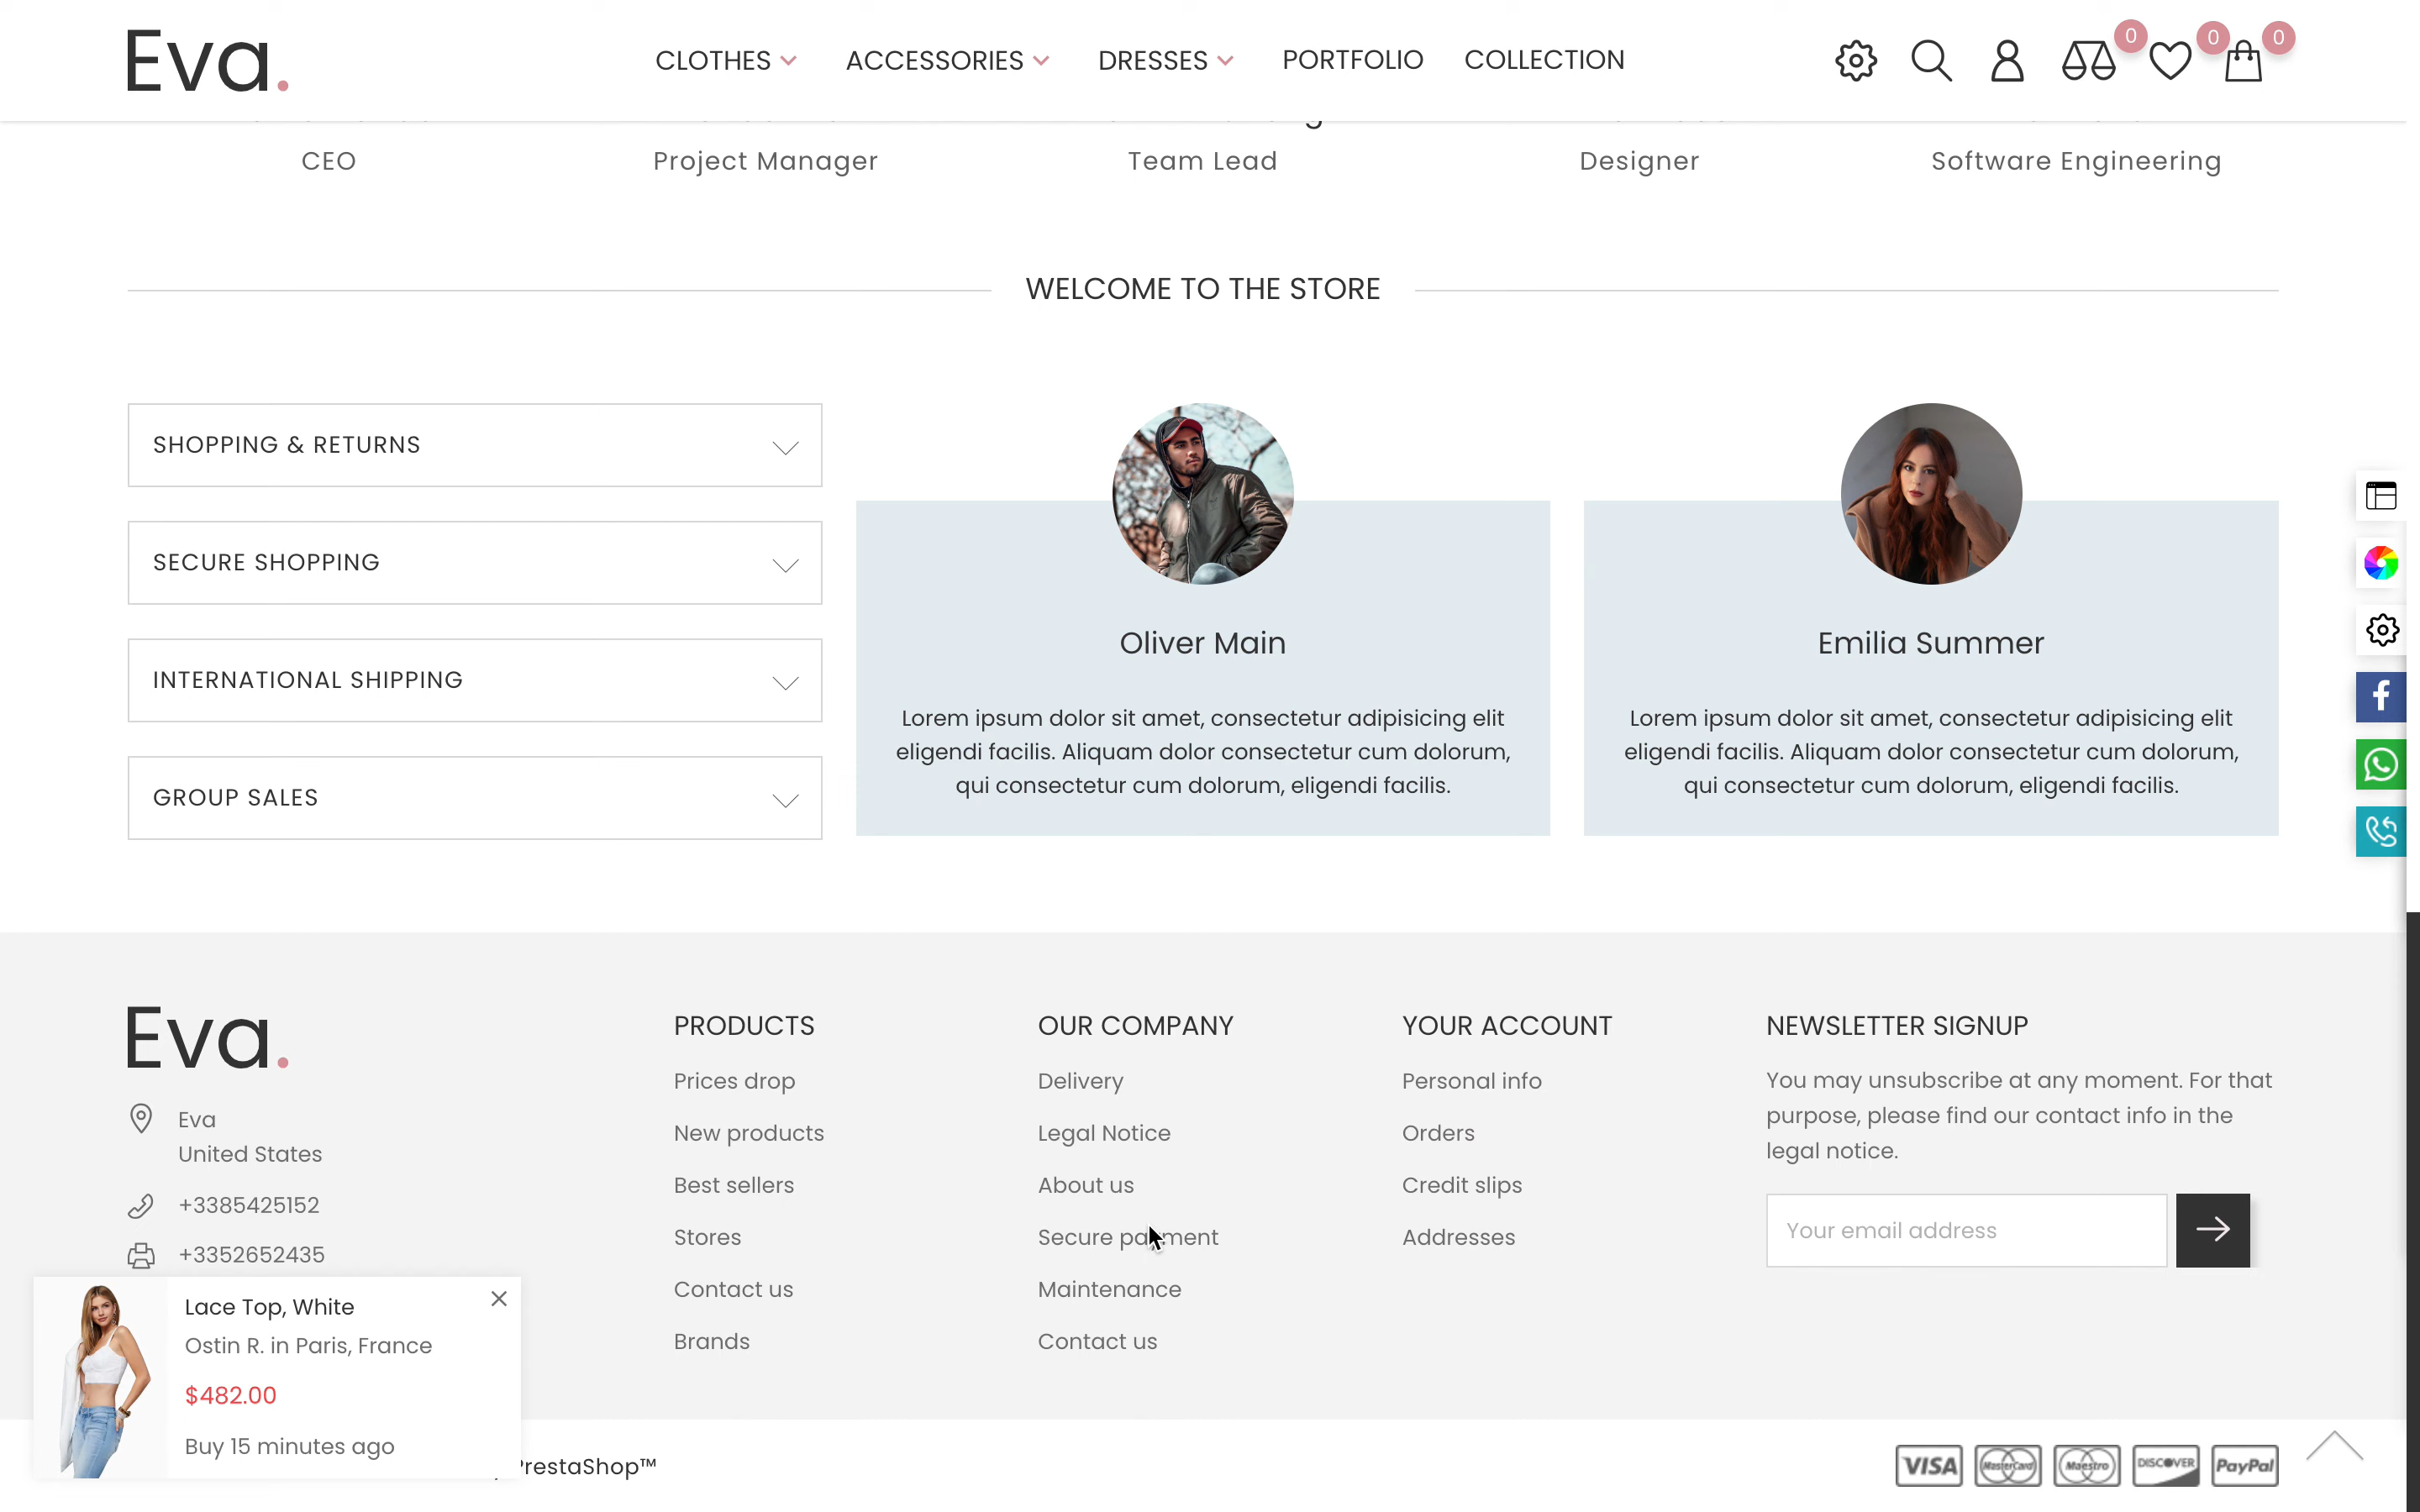 Eva.
CLOTHES
ACCESSORIES
DRESSES
PORTFOLIO
COLLECTION
0
0
0
CEO
Project Manager
Team Lead
Designer
Software Engineering
WELCOME TO THE STORE
SHOPPING & RETURNS
SECURE SHOPPING
INTERNATIONAL SHIPPING
GROUP SALES
Oliver Main
Lorem ipsum dolor sit amet, consectetur adipisicing elit
eligendi facilis. Aliquam dolor consectetur cum dolorum,
qui consectetur cum dolorum, eligendi facilis.
Emilia Summer
Lorem ipsum dolor sit amet, consectetur adipisicing elit
eligendi facilis. Aliquam dolor consectetur cum dolorum,
qui consectetur cum dolorum, eligendi facilis.
Eva.
Eva
United States
+3385425152
+3352652435
PRODUCTS
Prices drop
New products
Best sellers
Stores
Contact us
Brands
OUR COMPANY
Delivery
Legal Notice
About us
Secure payment
Maintenance
Contact us
YOUR ACCOUNT
Personal info
Orders
Credit slips
Addresses
NEWSLETTER SIGNUP
You may unsubscribe at any moment. For that
purpose, please find our contact info in the
legal notice.
Your email address
Lace Top, White
Ostin R. in Paris, France
$482.00
Buy 15 minutes ago
PrestaShop™
VISA
MasterCard
Maestro
DISCOVER
PayPal